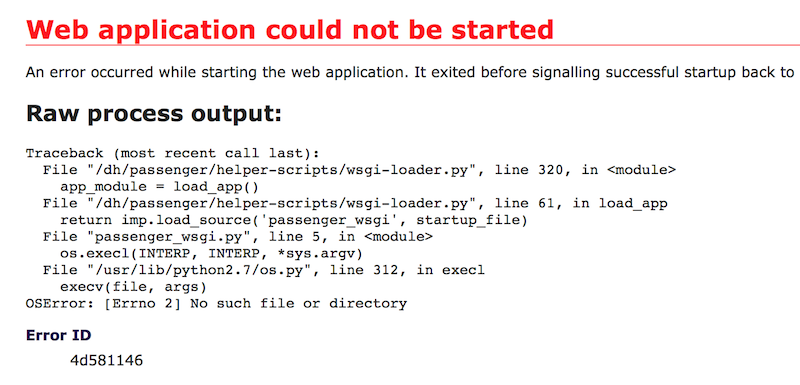 Web application could not be started
An error occurred while starting the web application. It exited before signalling successful startup back to
Raw process output:
Traceback (most recent call last):
  File "/dh/passenger/helper-scripts/wsgi-loader.py", line 320, in <module>
    app_module = load_app()
  File "/dh/passenger/helper-scripts/wsgi-loader.py", line 61, in load_app
    return imp.load_source('passenger_wsgi', startup_file)
  File "passenger_wsgi.py", line 5, in <module>
    os.execl(INTERP, INTERP, *sys.argv)
  File "/usr/lib/python2.7/os.py", line 312, in execl
    execv(file, args)
OSError: [Errno 2] No such file or directory
Error ID
4d581146